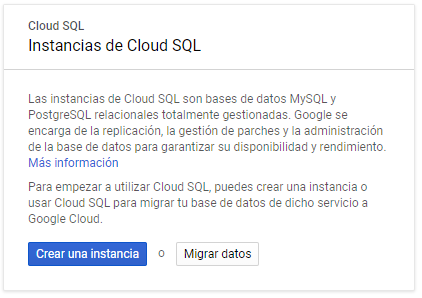 Cloud SQL
Instancias de Cloud SQL
Las instancias de Cloud SQL son bases de datos MySQL y
PostgreSQL relacionales totalmente gestionadas. Google se
encarga de la replicación, la gestión de parches y la administración
de la base de datos para garantizar su disponibilidad y rendimiento.
Más información
Para empezar a utilizar Cloud SQL, puedes crear una instancia o
usar Cloud SQL para migrar tu base de datos de dicho servicio a
Google Cloud.
Crear una instancia o Migrar datos